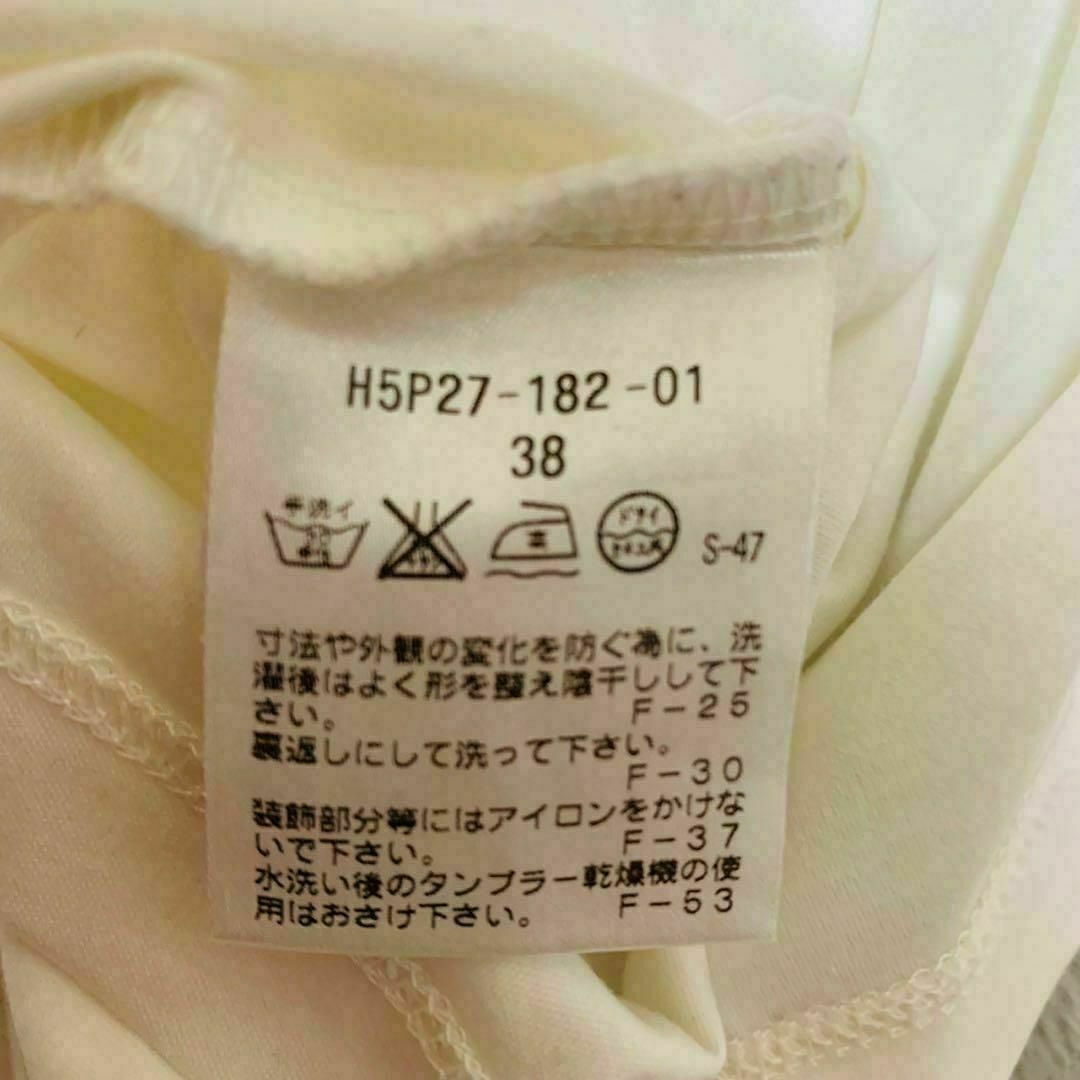 H5P27-182-01
38
手洗イ
ドライ
S-47
寸法や外観の変化を防ぐ為に、洗
濯後はよく形を整え陰干しして下
さい。 F-25
裏返しにして洗って下さい。
F-30
装飾部分等にはアイロンをかけな
いで下さい。 F-37
水洗い後のタンブラー乾燥機の使
用はおさけ下さい。 F-53